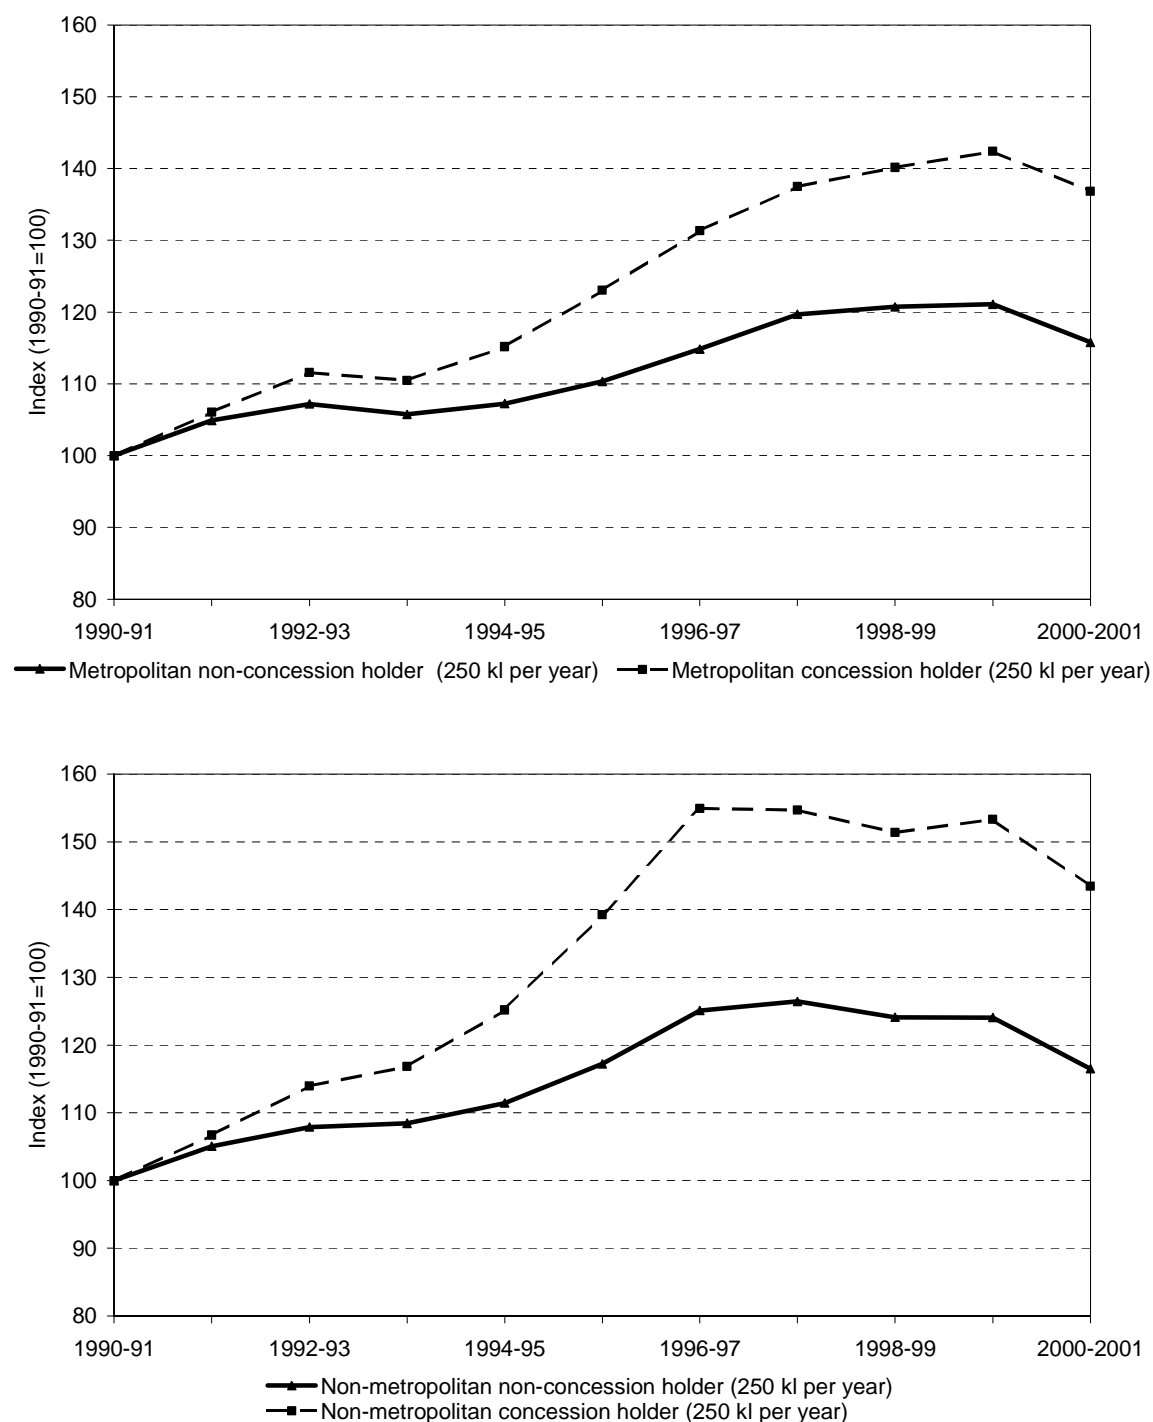 160
150
140
130
120
110
100
90
80
Index (1990-91=100)
1990-91 1992-93 1994-95 1996-97 1998-99 2000-2001
Metropolitan non-concession holder (250 kl per year) Metropolitan concession holder (250 kl per year)
160
150
140
130
120
110
100
90
80
Index (1990-91=100)
1990-91 1992-93 1994-95 1996-97 1998-99 2000-2001
Non-metropolitan non-concession holder (250 kl per year)
Non-metropolitan concession holder (250 kl per year)